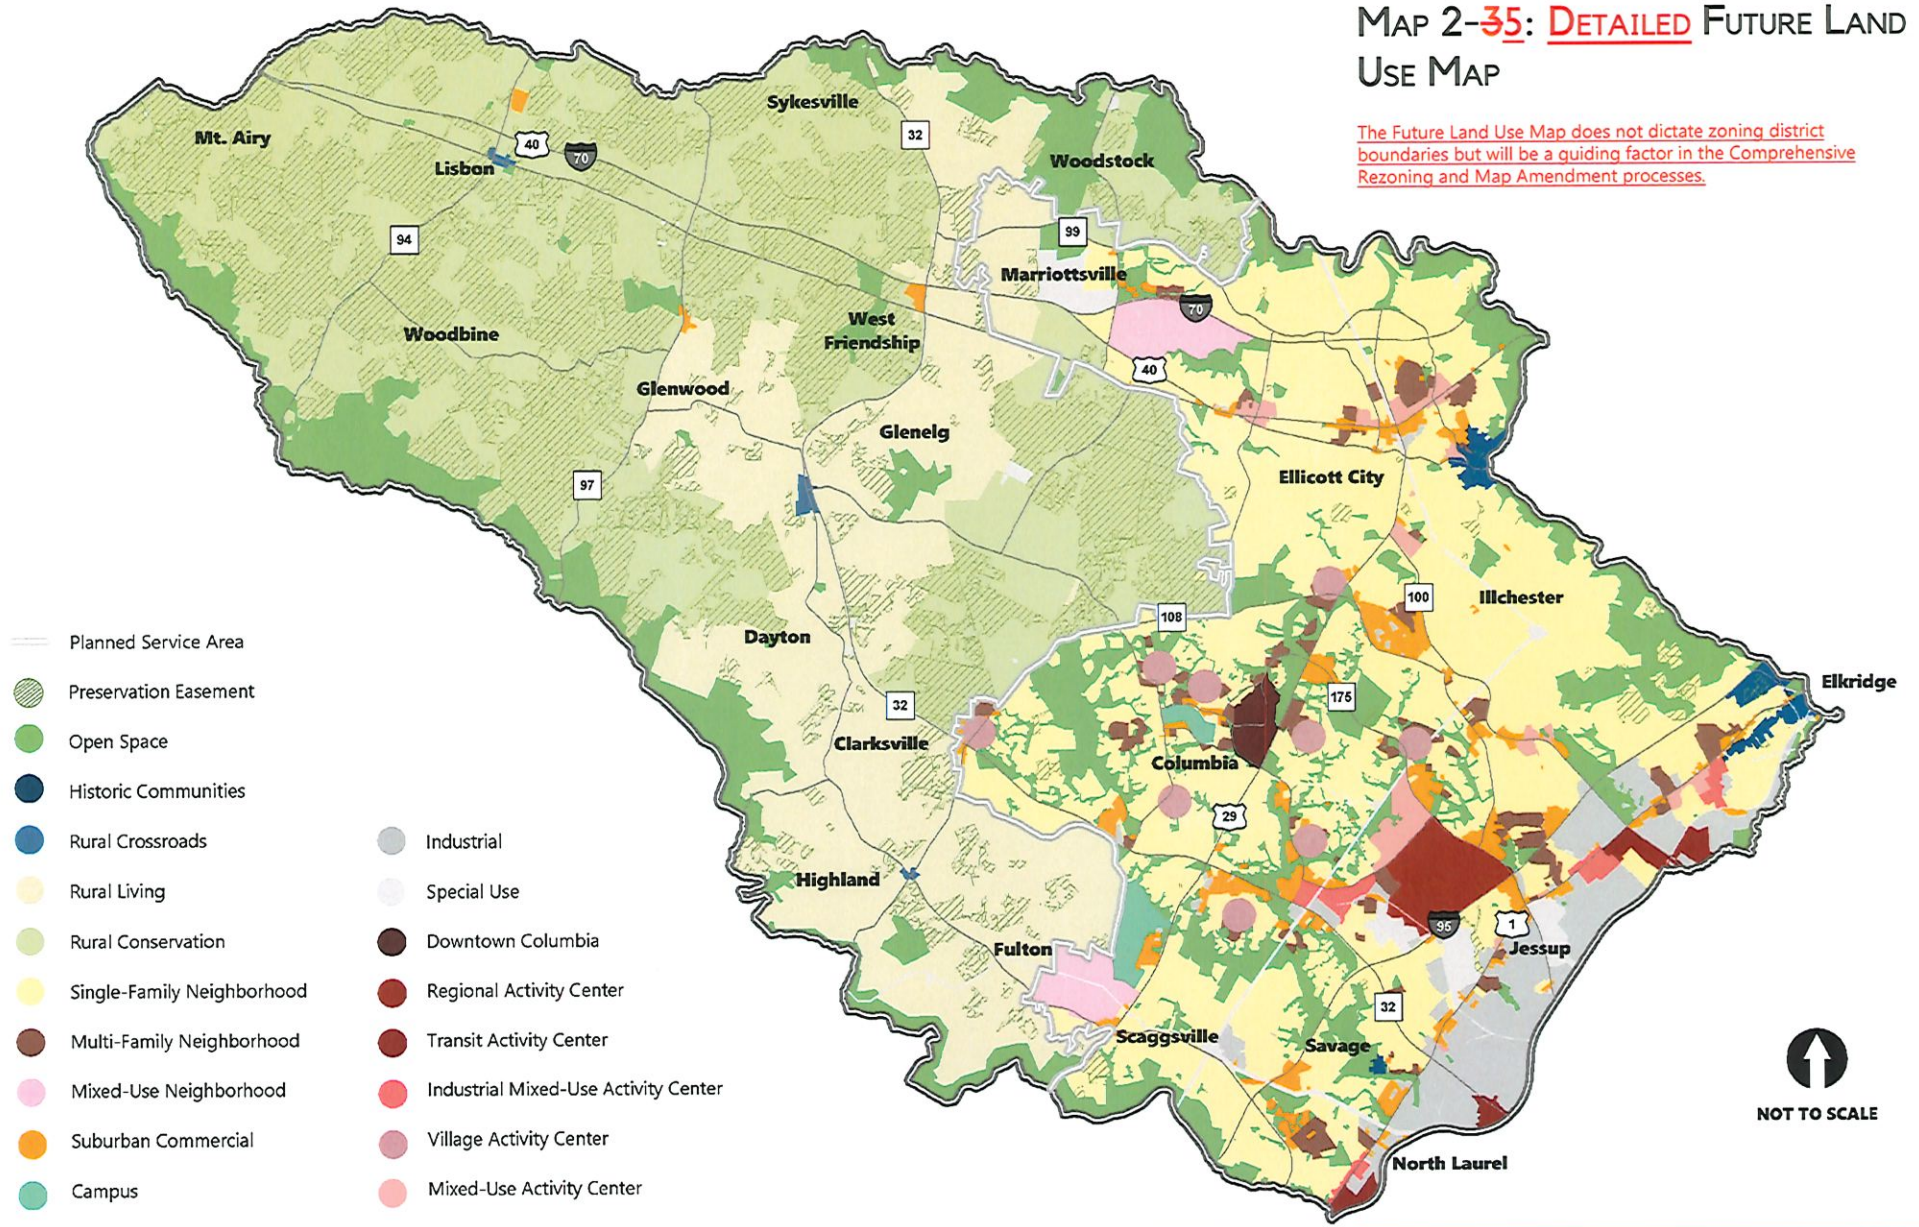 MAP 2-35: DETAILED FUTURE LAND
USE MAP
The Future Land Use Map does not dictate zoning district
boundaries but will be a guiding factor in the Comprehensive
Rezoning and Map Amendment processes.
Sykesville
32
Mt. Airy
40
70
Lisbon
Woodstock
94
99
Marriottsville
70
West
Friendship
Woodbine
40
Glenwood
Glenelg
97
Ellicott City
108
100
Illchester
Dayton
175
Elkridge
32
Clarksville
Columbia
29
Highland
95
1
Jessup
Fulton
32
Scaggsville
Savage
North Laurel
NOT TO SCALE
Planned Service Area
Preservation Easement
Open Space
Historic Communities
Rural Crossroads
Rural Living
Rural Conservation
Single-Family Neighborhood
Multi-Family Neighborhood
Mixed-Use Neighborhood
Suburban Commercial
Campus
Industrial
Special Use
Downtown Columbia
Regional Activity Center
Transit Activity Center
Industrial Mixed-Use Activity Center
Village Activity Center
Mixed-Use Activity Center